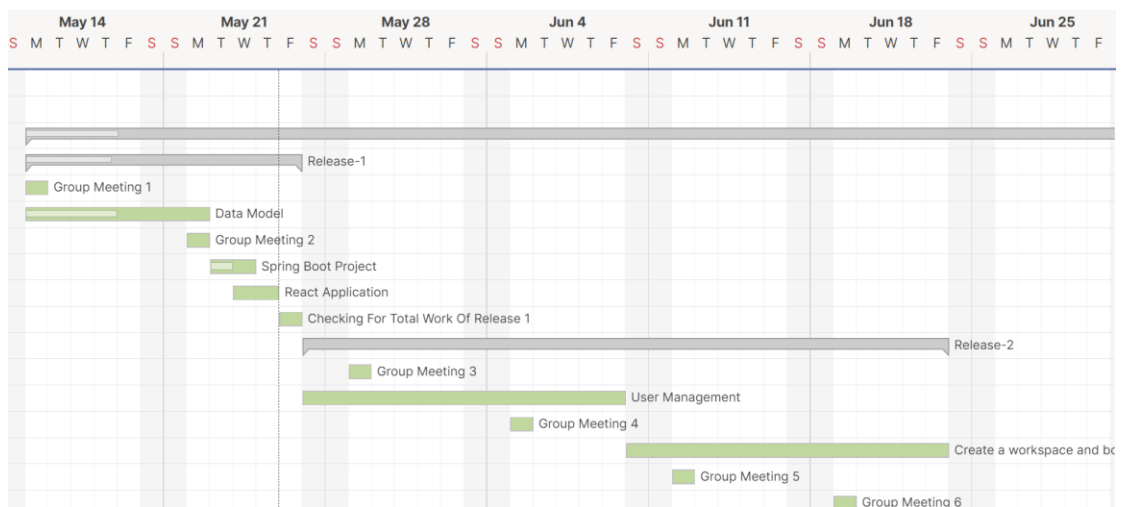 May 14 May 21 May 28 Jun 4 Jun 11 Jun 18 Jun 25
S M T W T F S S M T W T F S S M T W T F S S M T W T F S S M T W T F S S M T W T F S S M T W T F
Release-1
Group Meeting 1
Data Model
Group Meeting 2
Spring Boot Project
React Application
Checking For Total Work Of Release 1
Release-2
Group Meeting 3
User Management
Group Meeting 4
Create a workspace and bo
Group Meeting 5
Group Meeting 6